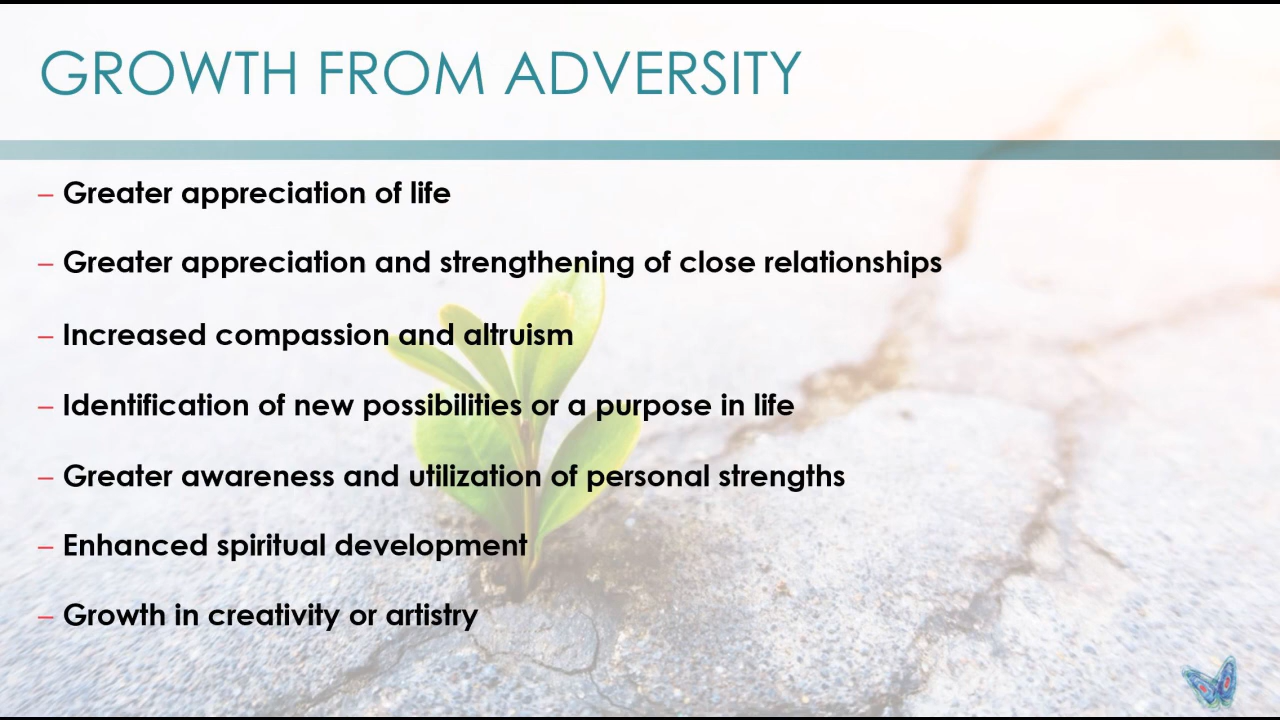 GROWTH FROM ADVERSITY
– Greater appreciation of life
– Greater appreciation and strengthening of close relationships
– Increased compassion and altruism
– Identification of new possibilities or a purpose in life
– Greater awareness and utilization of personal strengths
– Enhanced spiritual development
– Growth in creativity or artistry